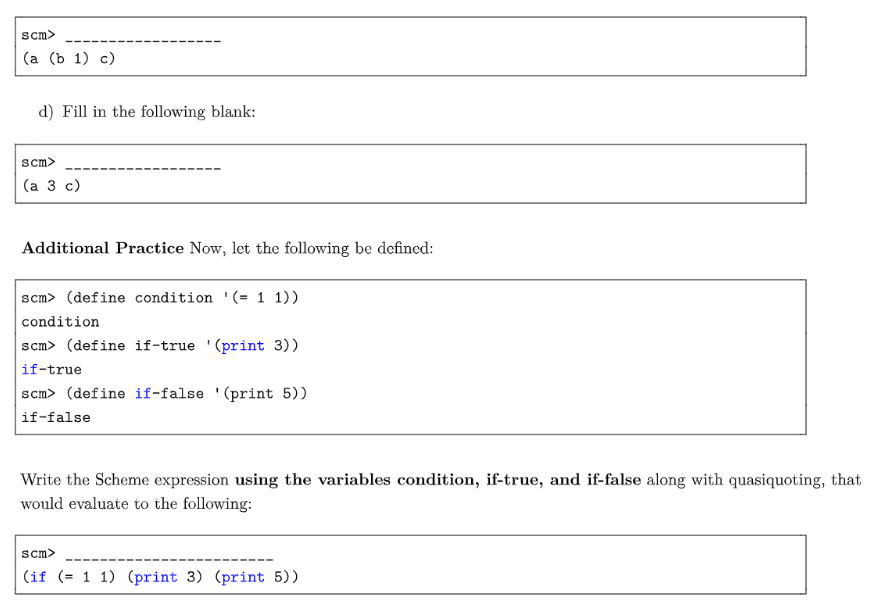 scm> __________________
(a (b 1) c)
d) Fill in the following blank:
scm> __________________
(a 3 c)
Additional Practice Now, let the following be defined:
scm> (define condition '(= 1 1))
condition
scm> (define if-true '(print 3))
if-true
scm> (define if-false '(print 5))
if-false
Write the Scheme expression using the variables condition, if-true, and if-false along with quasiquoting, that
would evaluate to the following:
scm> ________________________
(if (= 1 1) (print 3) (print 5))